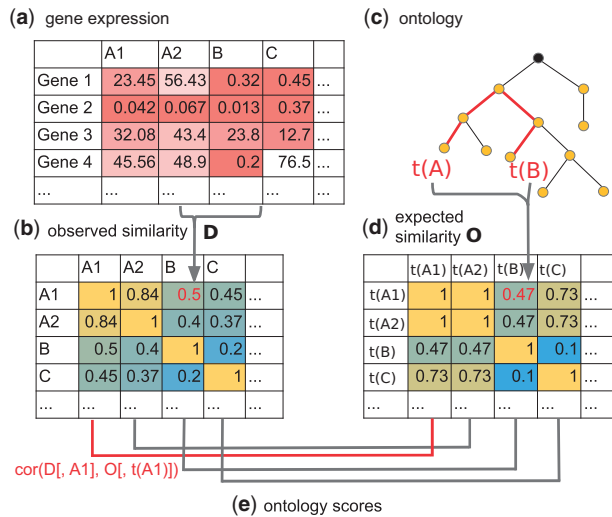 (a) gene expression
A1 A2 B C
Gene 1 23.45 56.43 0.32 0.45 ...
Gene 2 0.042 0.067 0.013 0.37 ...
Gene 3 32.08 43.4 23.8 12.7 ...
Gene 4 45.56 48.9 0.2 76.5 ...
... ... ... ... ...
(c) ontology
t(A) t(B)
(b) observed similarity D
A1 A2 B C
A1 1 0.84 0.5 0.45 ...
A2 0.84 1 0.4 0.37 ...
B 0.5 0.4 1 0.2 ...
C 0.45 0.37 0.2 1 ...
... ... ... ... ...
(d) expected
similarity O
t(A1) t(A2) t(B) t(C)
t(A1) 1 1 0.47 0.73 ...
t(A2) 1 1 0.47 0.73 ...
t(B) 0.47 0.47 1 0.1 ...
t(C) 0.73 0.73 0.1 1 ...
... ... ... ... ...
cor(D[, A1], O[, t(A1)])
(e) ontology scores